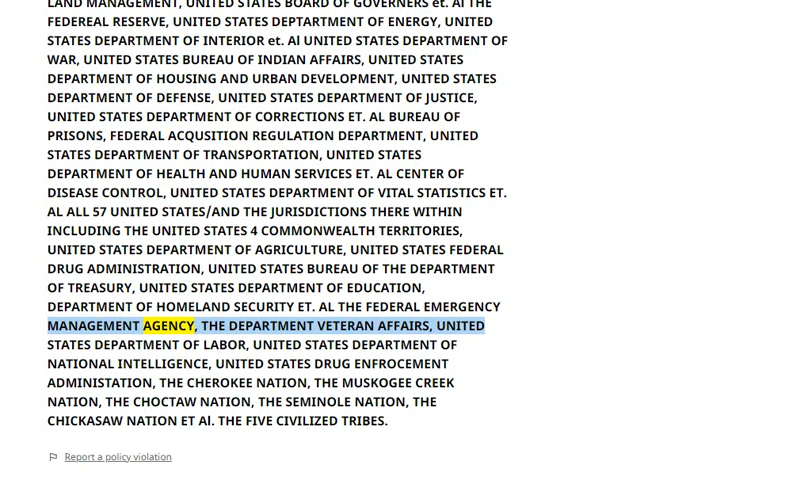 LAND MANAGEMENT, UNITED STATES BOARD OF GOVERNERS et. Al THE
FEDEREAL RESERVE, UNITED STATES DEPTARTMENT OF ENERGY, UNITED
STATES DEPARTMENT OF INTERIOR et. Al UNITED STATES DEPARTMENT OF
WAR, UNITED STATES BUREAU OF INDIAN AFFAIRS, UNITED STATES
DEPARTMENT OF HOUSING AND URBAN DEVELOPMENT, UNITED STATES
DEPARTMENT OF DEFENSE, UNITED STATES DEPARTMENT OF JUSTICE,
UNITED STATES DEPARTMENT OF CORRECTIONS ET. AL BUREAU OF
PRISONS, FEDERAL ACQUSITION REGULATION DEPARTMENT, UNITED
STATES DEPARTMENT OF TRANSPORTATION, UNITED STATES
DEPARTMENT OF HEALTH AND HUMAN SERVICES ET. AL CENTER OF
DISEASE CONTROL, UNITED STATES DEPARTMENT OF VITAL STATISTICS ET.
AL ALL 57 UNITED STATES/AND THE JURISDICTIONS THERE WITHIN
INCLUDING THE UNITED STATES 4 COMMONWEALTH TERRITORIES,
UNITED STATES DEPARTMENT OF AGRICULTURE, UNITED STATES FEDERAL
DRUG ADMINISTRATION, UNITED STATES BUREAU OF THE DEPARTMENT
OF TREASURY, UNITED STATES DEPARTMENT OF EDUCATION,
DEPARTMENT OF HOMELAND SECURITY ET. AL THE FEDERAL EMERGENCY
MANAGEMENT AGENCY, THE DEPARTMENT VETERAN AFFAIRS, UNITED
STATES DEPARTMENT OF LABOR, UNITED STATES DEPARTMENT OF
NATIONAL INTELLIGENCE, UNITED STATES DRUG ENFROCEMENT
ADMINISTATION, THE CHEROKEE NATION, THE MUSKOGEE CREEK
NATION, THE CHOCTAW NATION, THE SEMINOLE NATION, THE
CHICKASAW NATION ET Al. THE FIVE CIVILIZED TRIBES.
Report a policy violation